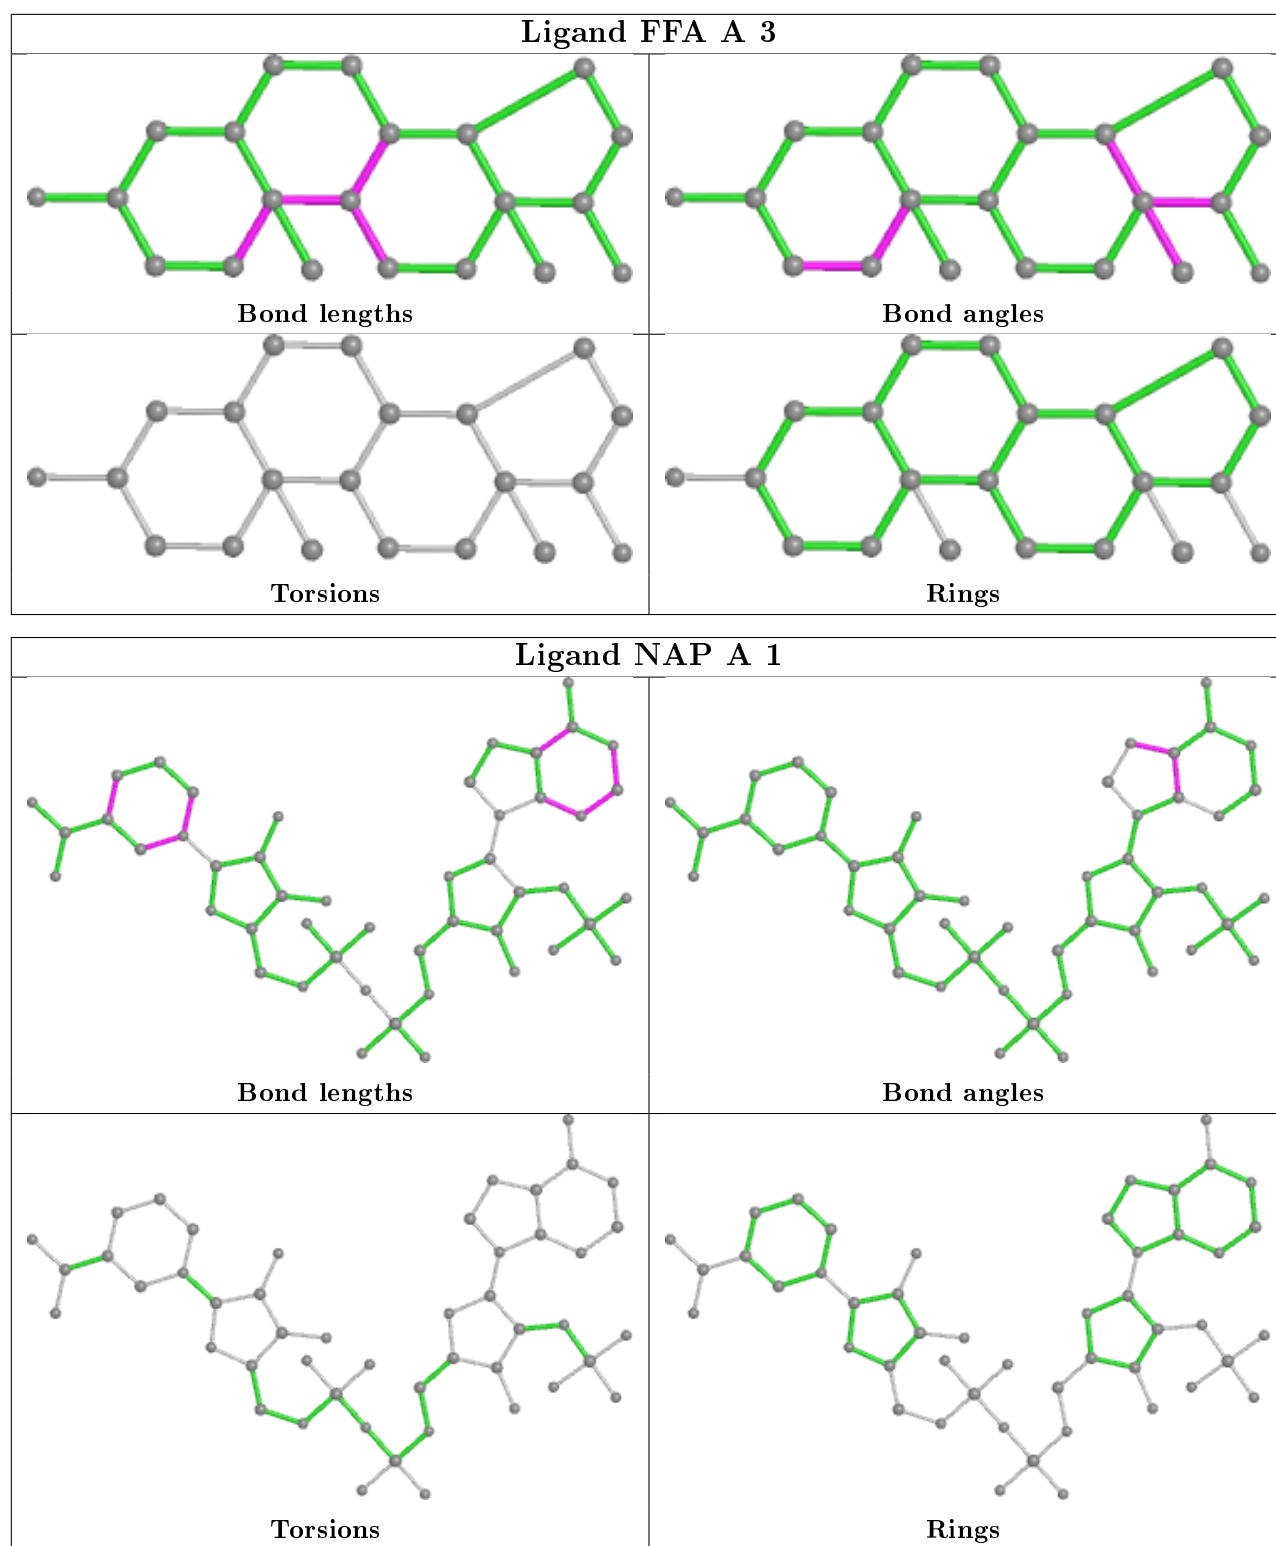 Ligand FFA A 3
Bond lengths
Bond angles
Torsions
Rings
Ligand NAP A 1
Bond lengths
Bond angles
Torsions
Rings